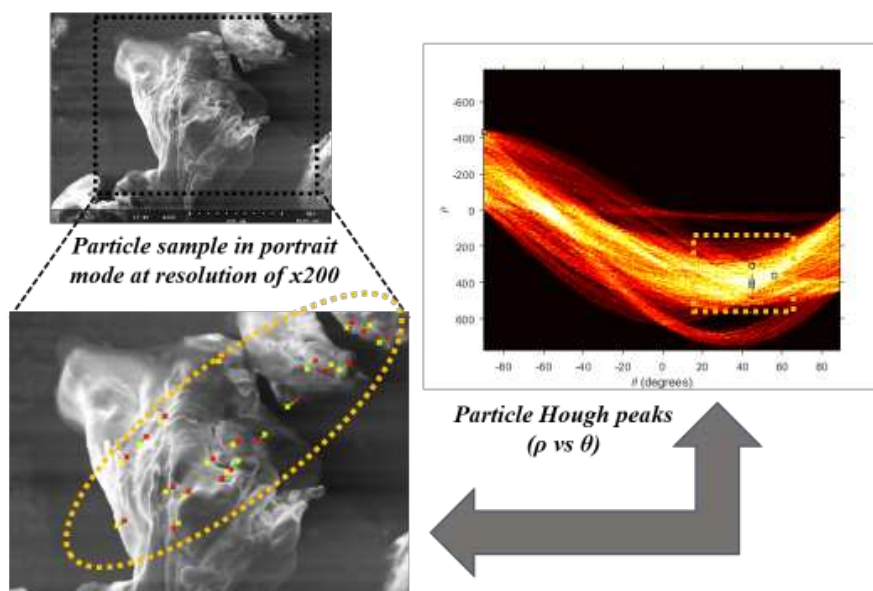 Particle sample in portrait
mode at resolution of x200
-600
-400
-200
0
200
400
600
ρ
-80 -60 -40 -20 0 20 40 60 80
θ (degrees)
Particle Hough peaks
(ρ vs θ)